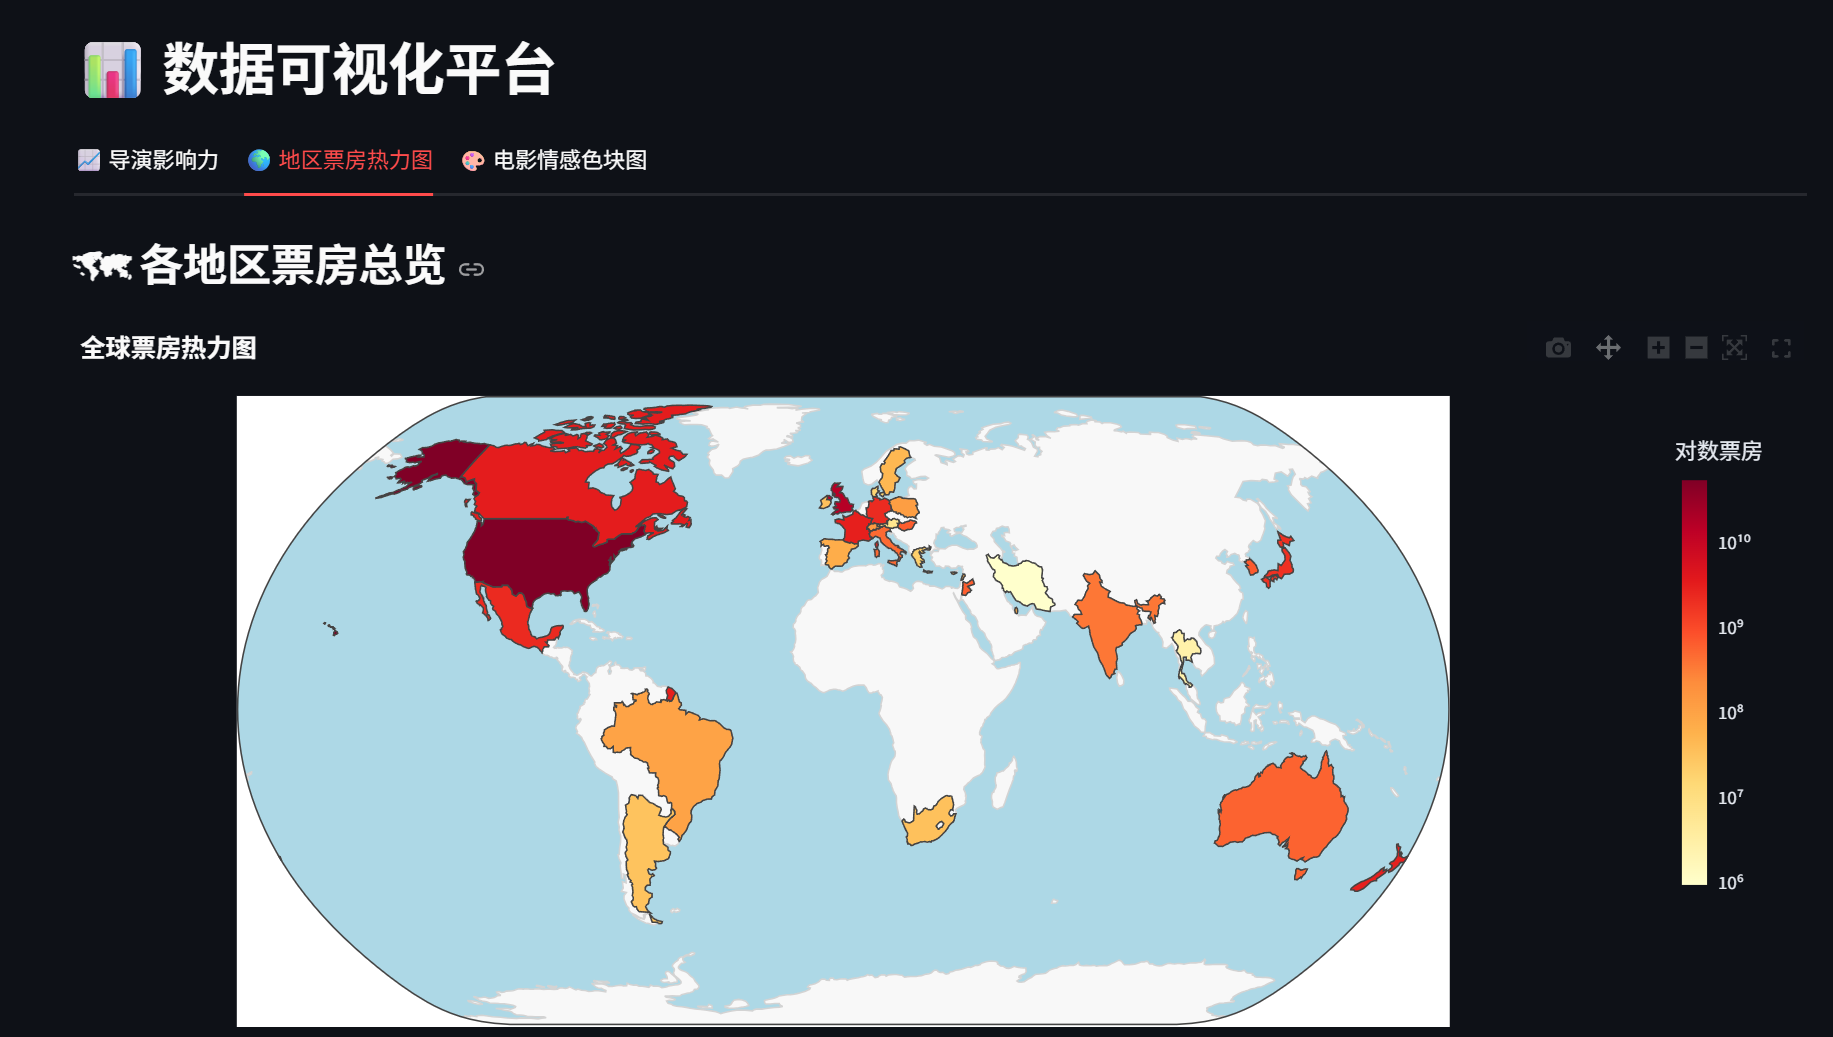 数据可视化平台
导演影响力 地区票房热力图 电影情感色块图
各地区票房总览
全球票房热力图
对数票房
10¹⁰
10⁹
10⁸
10⁷
10⁶